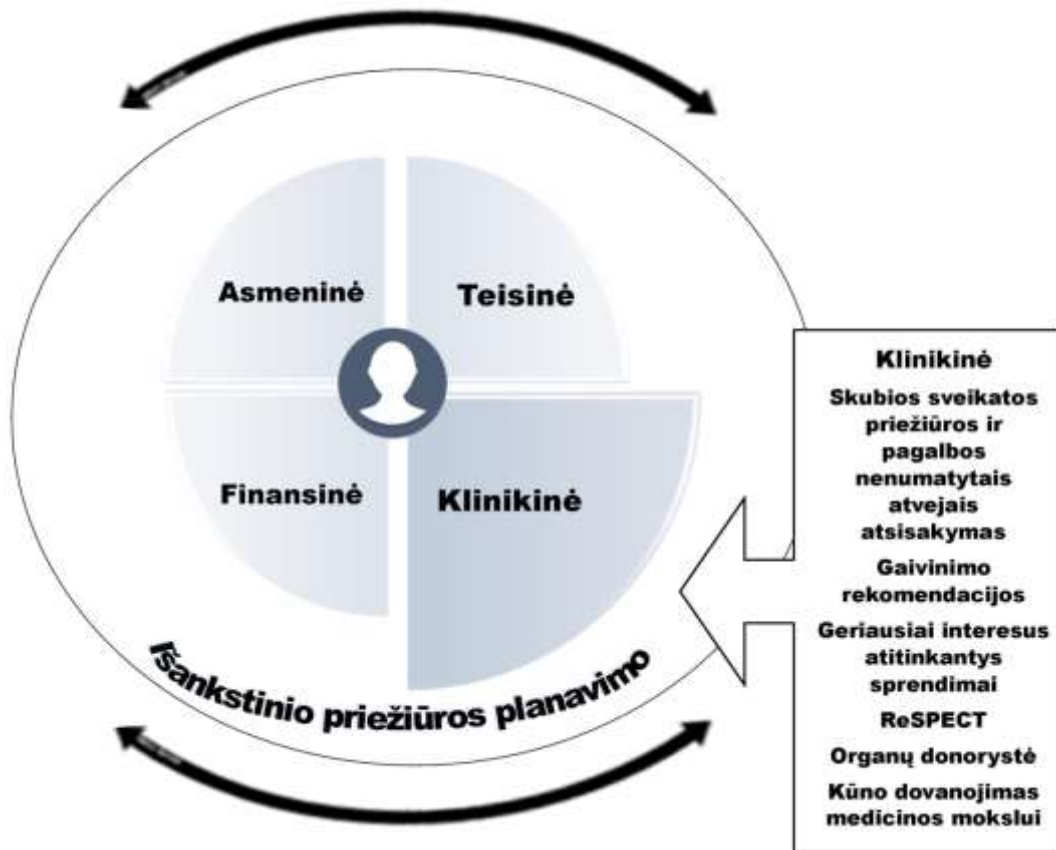 Asmeninė
Teisinė
Finansinė
Klinikinė
Išankstinio priežiūros planavimo
Klinikinė
Skubios sveikatos
priežiūros ir
pagalbos
nenumatytais
atvejais
atsisakymas
Gaivinimo
rekomendacijos
Geriausiai interesus
atitinkantys
sprendimai
ReSPECT
Organų donorystė
Kūno dovanojimas
medicinos mokslui